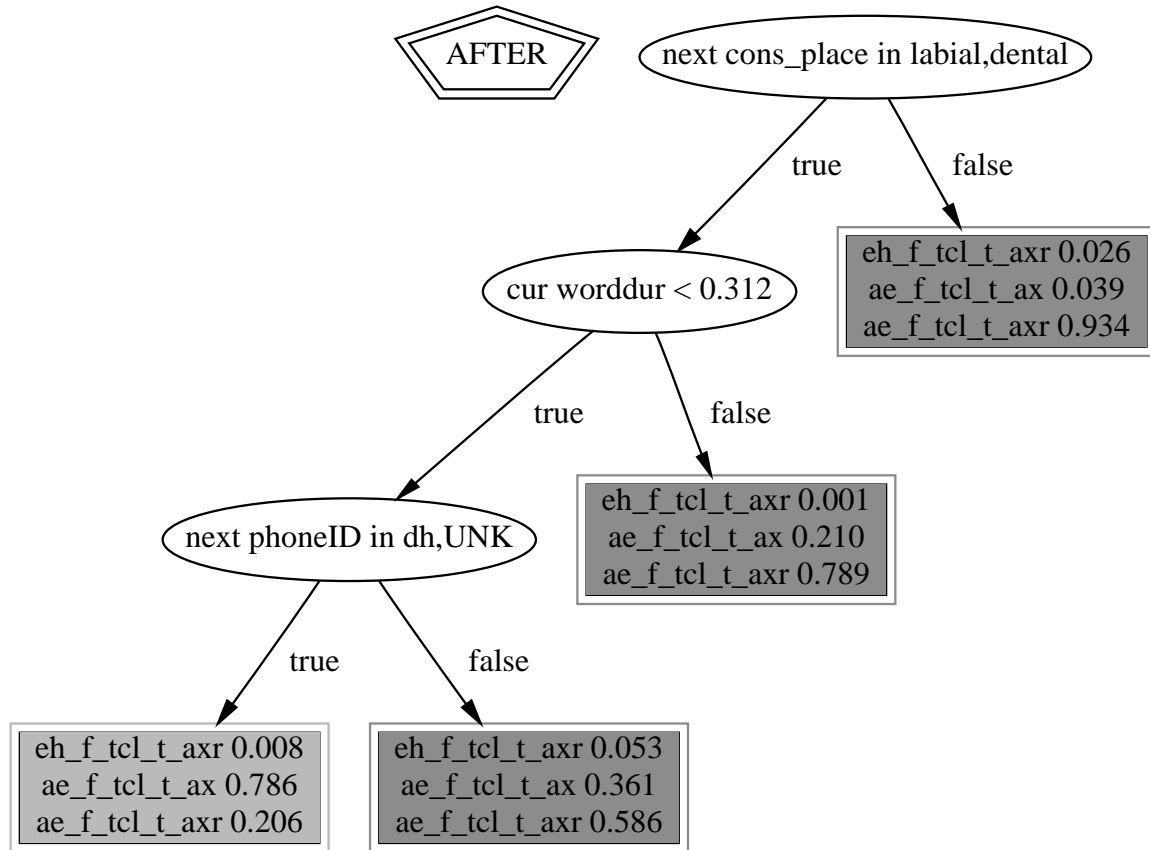 AFTER
next cons_place in labial,dental
true
false
eh_f_tcl_t_axr 0.026
ae_f_tcl_t_ax 0.039
ae_f_tcl_t_axr 0.934
cur worddur < 0.312
true
false
eh_f_tcl_t_axr 0.001
ae_f_tcl_t_ax 0.210
ae_f_tcl_t_axr 0.789
next phoneID in dh,UNK
true
false
eh_f_tcl_t_axr 0.008
ae_f_tcl_t_ax 0.786
ae_f_tcl_t_axr 0.206
eh_f_tcl_t_axr 0.053
ae_f_tcl_t_ax 0.361
ae_f_tcl_t_axr 0.586